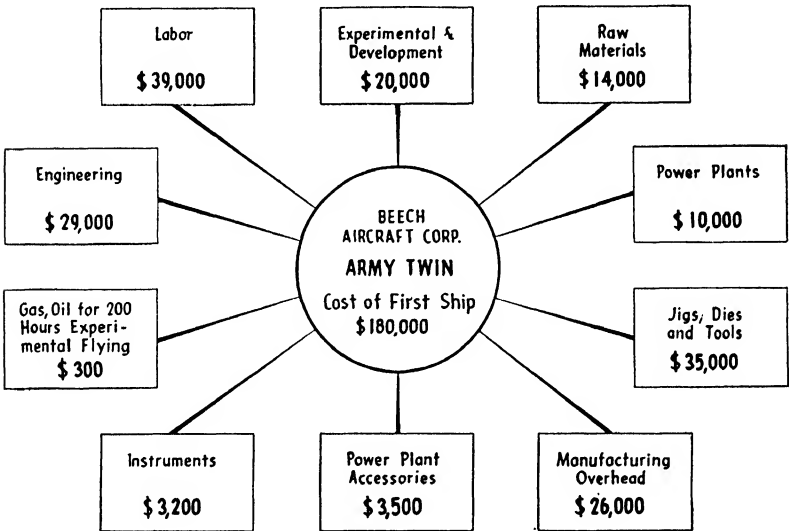 Labor
$39,000
Experimental &
Development
$20,000
Raw
Materials
$14,000
Engineering
$29,000
BEECH
AIRCRAFT CORP.
ARMY TWIN
Cost of First Ship
$180,000
Power Plants
$10,000
Gas, Oil for 200
Hours Experi-
mental Flying
$300
Jigs, Dies
and Tools
$35,000
Instruments
$3,200
Power Plant
Accessories
$3,500
Manufacturing
Overhead
$26,000